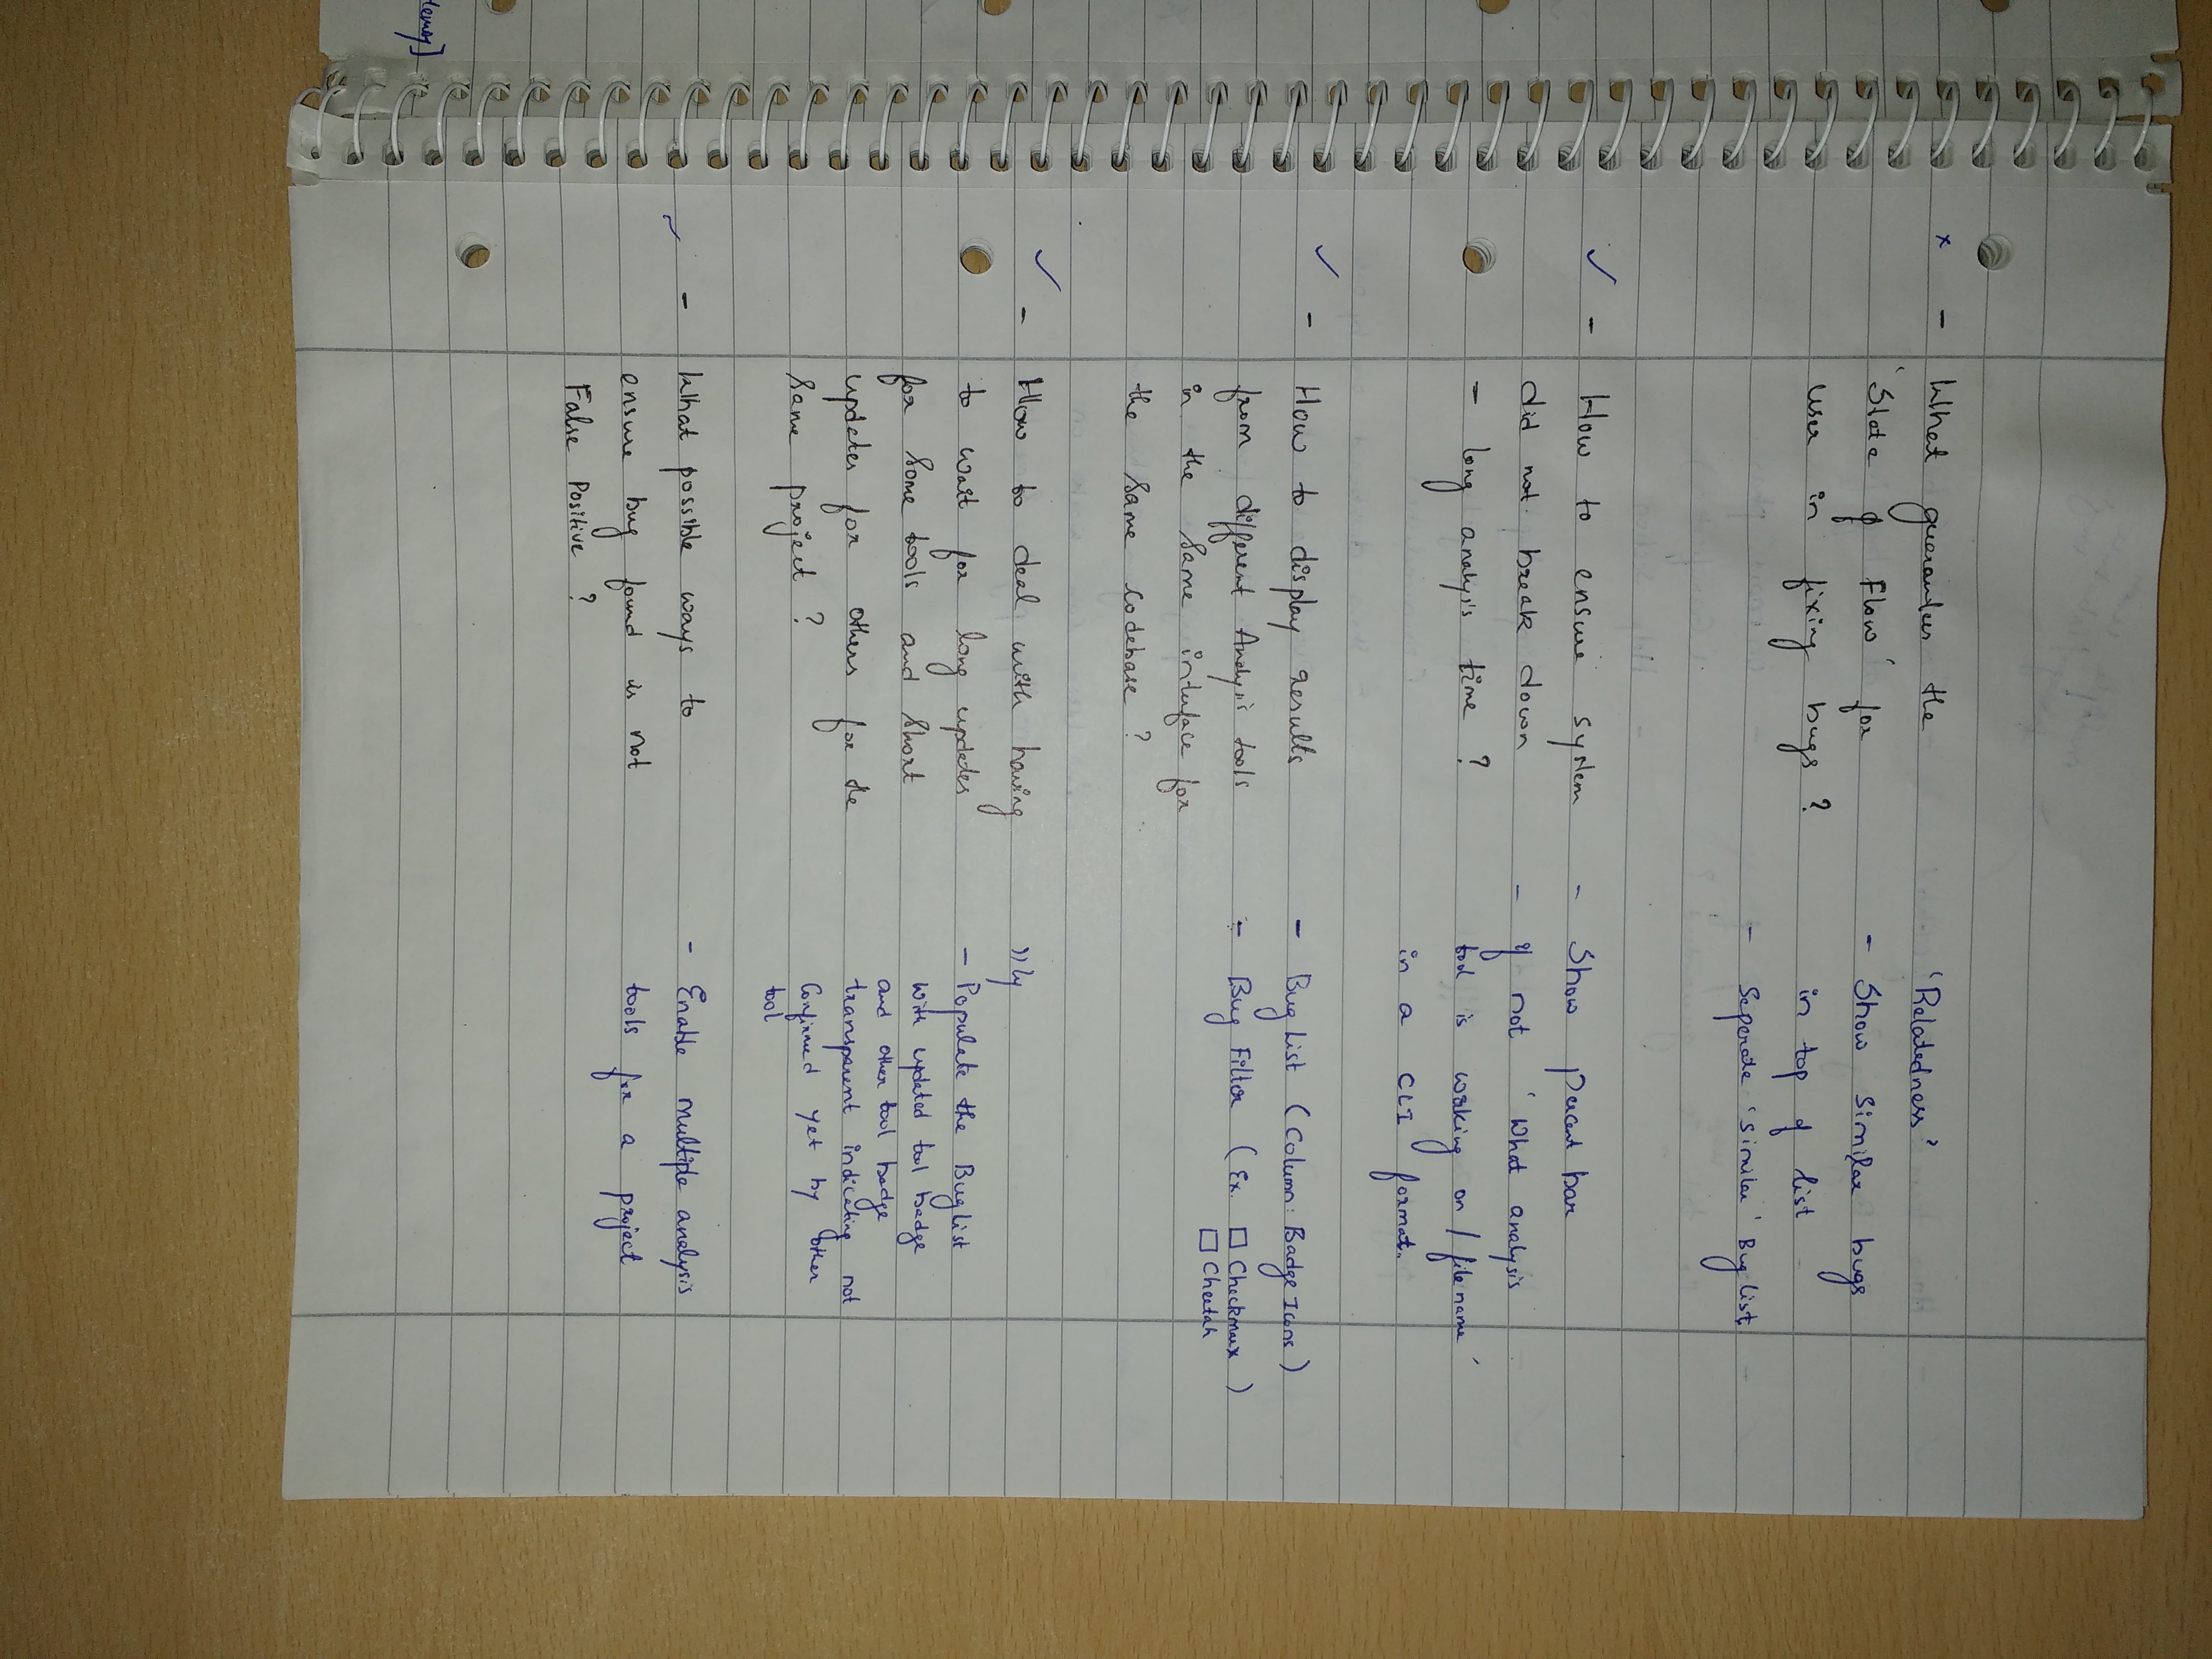 x - What guarantees the
'State of Flow' for
user in fixing bugs ?
'Relatedness'
- Show similar bugs
in top of list
- Seperate 'similar' Bug list
✓ - How to ensure system
did not break down
- long analysis time ?
- Show Percent bar
- If not 'What analysis
tool is working on / file name'
in a CLI format.
✓ - How to display results
from different Analysis tools
in the same interface for
the same codebase ?
- Bug List (Column: Badge Icons)
- Bug Filter (Ex. ☐ Checkmarx )
☐ Cheetah
✓ - How to deal with having
to wait for long updates
for some tools and short
updates for others for the
same project ?
"ly
- Populate the Bug List
with updated tool badge
and other tool badge
transparent indicating not
Confirmed yet by other
tool
~ - What possible ways to
ensure bug found is not
False Positive ?
- Enable multiple analysis
tools for a project